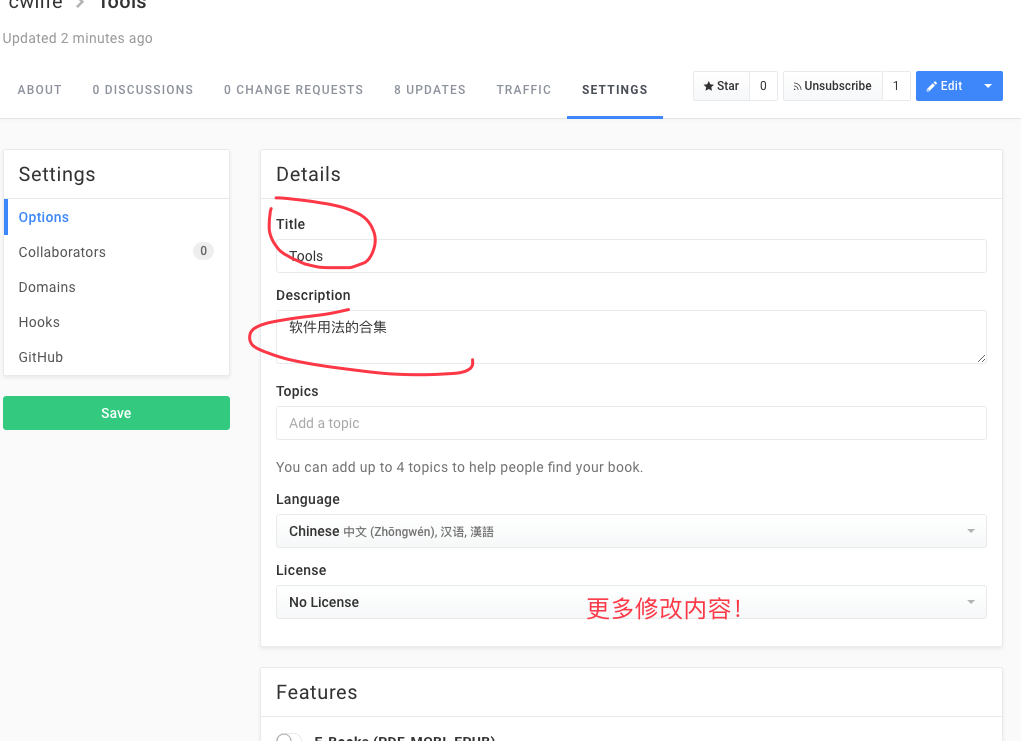 cwiife > Tools
Updated 2 minutes ago
ABOUT 0 DISCUSSIONS 0 CHANGE REQUESTS 8 UPDATES TRAFFIC SETTINGS Star 0 Unsubscribe 1 Edit
Settings
Options
Collaborators 0
Domains
Hooks
GitHub
Save
Details
Title
Tools
Description
软件用法的合集
Topics
Add a topic
You can add up to 4 topics to help people find your book.
Language
Chinese 中文 (Zhōngwén), 汉语, 漢語
License
No License
更多修改内容!
Features
E-Books (PDF, MOBI, EPUB)